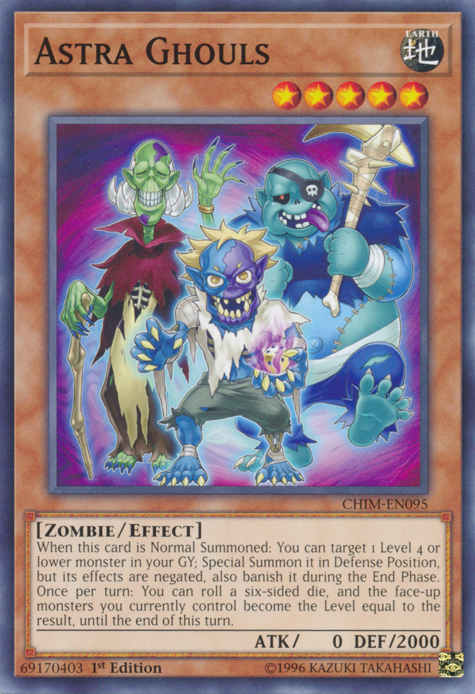 ASTRA GHOULS
EARTH
地
CHIM-EN095
[ZOMBIE/EFFECT]
When this card is Normal Summoned: You can target 1 Level 4 or
lower monster in your GY; Special Summon it in Defense Position,
but its effects are negated, also banish it during the End Phase.
Once per turn: You can roll a six-sided die, and the face-up
monsters you currently control become the Level equal to the
result, until the end of this turn.
ATK/ 0 DEF/2000
69170403 1st Edition ©1996 KAZUKI TAKAHASHI